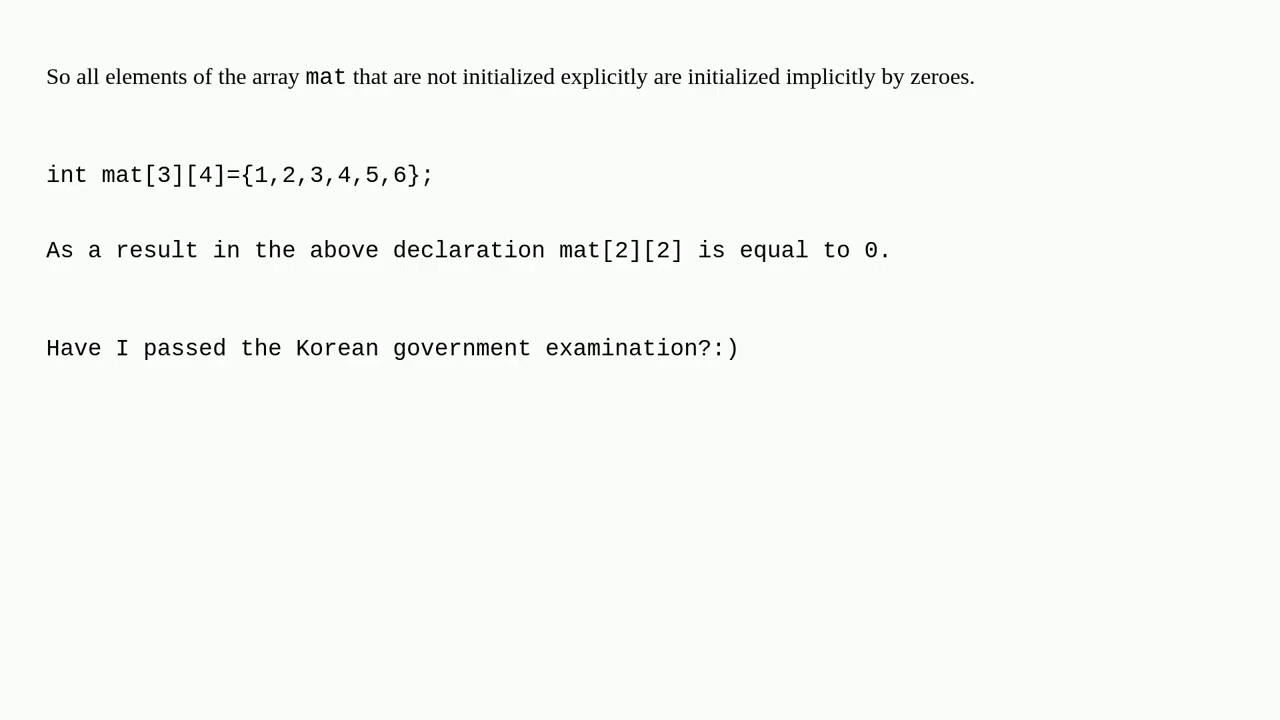 So all elements of the array mat that are not initialized explicitly are initialized implicitly by zeroes.
int mat[3][4]={1,2,3,4,5,6};
As a result in the above declaration mat[2][2] is equal to 0.
Have I passed the Korean government examination?:)